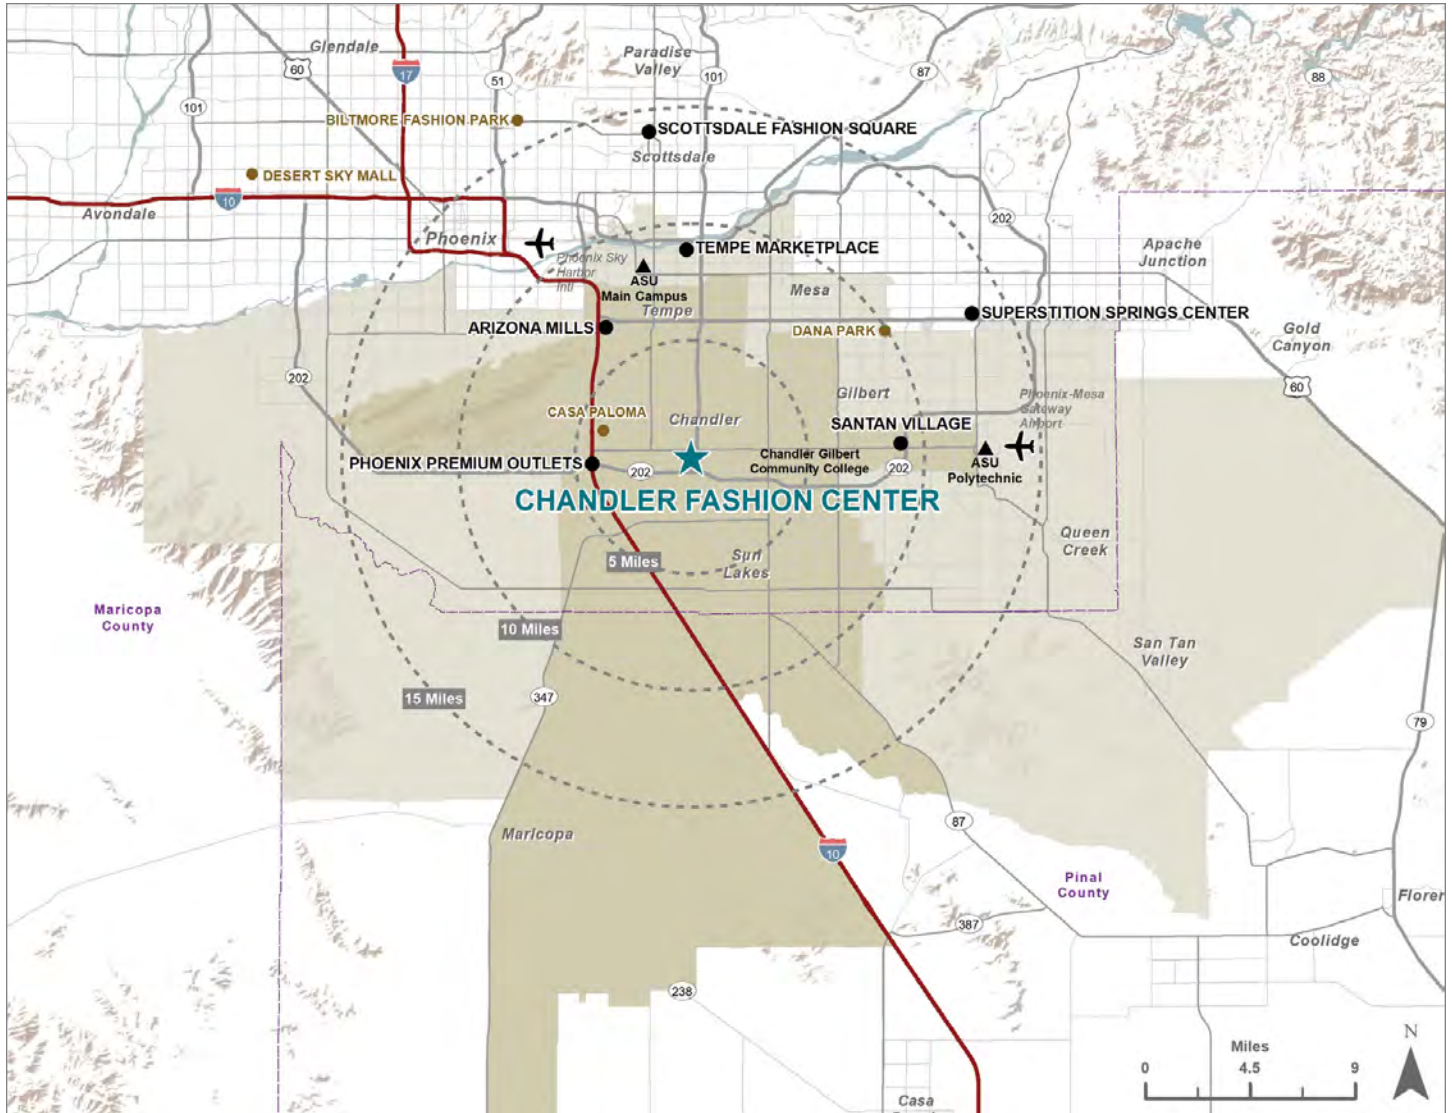 Glendale
60
17
51
Paradise
Valley
101
87
88
101
BILTMORE FASHION PARK
SCOTTSDALE FASHION SQUARE
Scottsdale
DESERT SKY MALL
10
Avondale
202
Phoenix
Phoenix Sky
Harbor
Intl
TEMPE MARKETPLACE
Apache
Junction
ASU
Main Campus
Mesa
Tempe
ARIZONA MILLS
SUPERSTITION SPRINGS CENTER
DANA PARK
Gold
Canyon
202
60
Gilbert
Phoenix-Mesa
Gateway
Airport
CASA PALOMA
Chandler
SANTAN VILLAGE
PHOENIX PREMIUM OUTLETS
202
Chandler Gilbert
Community College
202
ASU
Polytechnic
CHANDLER FASHION CENTER
Queen
Creek
5 Miles
Sun
Lakes
Maricopa
County
10 Miles
San Tan
Valley
15 Miles
347
79
Maricopa
87
10
Pinal
County
Floren
387
Coolidge
238
N
Miles
0
4.5
9
Casa